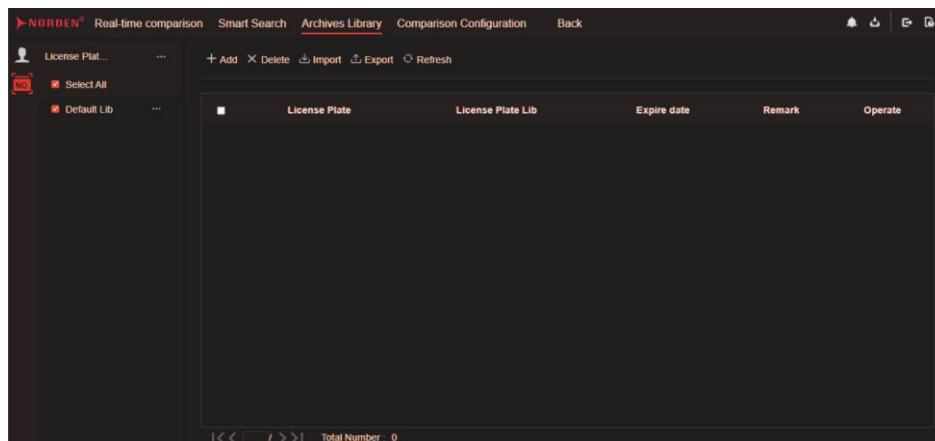 NORDEN® Real-time comparison Smart Search Archives Library Comparison Configuration Back
License Plat... ...
+ Add × Delete Import Export Refresh
NO
Select All
Default Lib ...
License Plate License Plate Lib Expire date Remark Operate
/ Total Number : 0